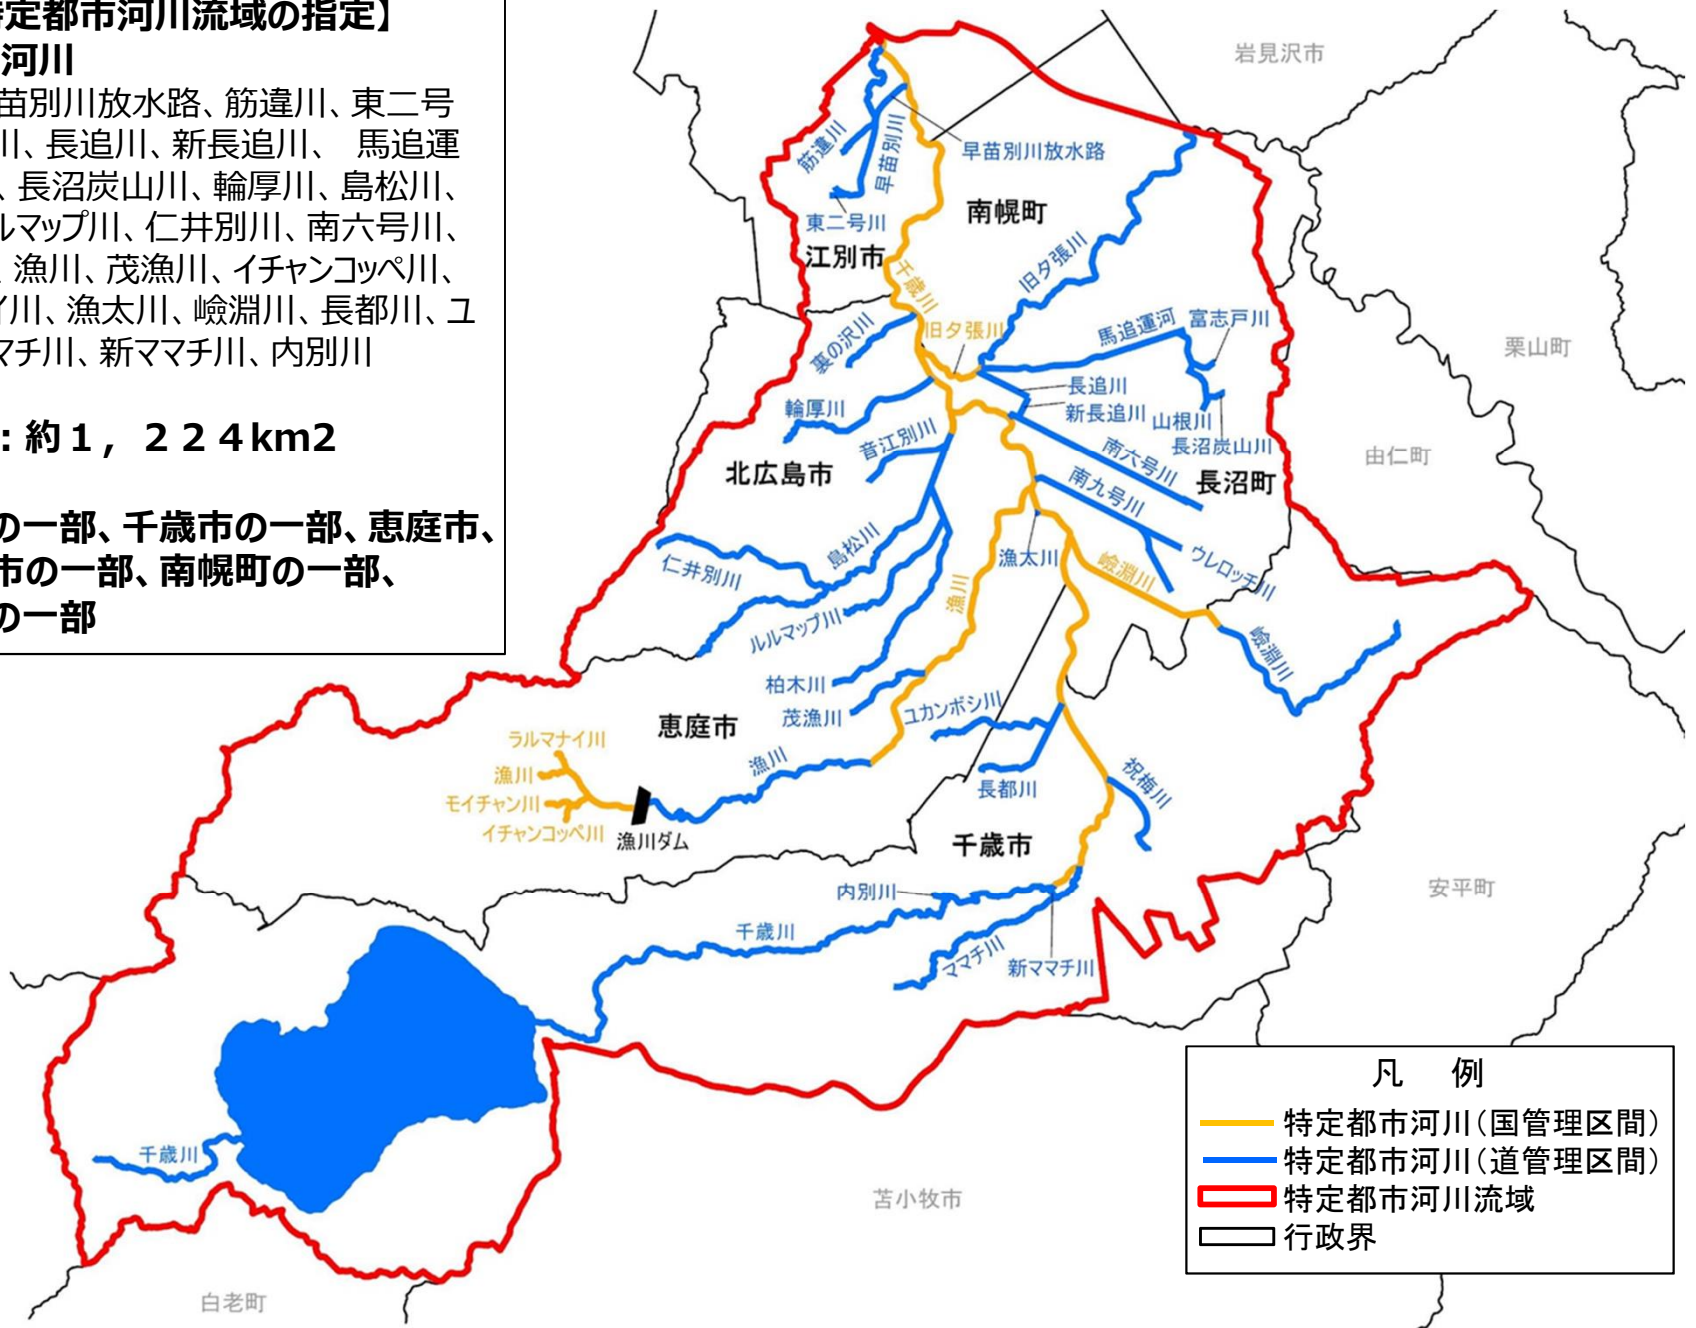 特定都市河川流域の指定】
河川
苗別川放水路、筋違川、東二号
川、長追川、新長追川、 馬追運
、長沼炭山川、輪厚川、島松川、
ルマップ川、仁井別川、南六号川、
、漁川、茂漁川、イチャンコッペ川、
イ川、漁太川、嶮淵川、長都川、ユ
マチ川、新ママチ川、内別川
：約１，２２４km2
の一部、千歳市の一部、恵庭市、
市の一部、南幌町の一部、
の一部
岩見沢市
筋違川
早苗別川
早苗別川放水路
東二号川
南幌町
江別市
千歳川
旧夕張川
旧夕張川
裏の沢川
馬追運河
富志戸川
栗山町
輪厚川
長追川
新長追川
山根川
長沼炭山川
音江別川
南六号川
由仁町
北広島市
南九号川
長沼町
島松川
漁太川
嶮淵川
ウレロッチ川
仁井別川
漁川
ルルマップ川
嶮淵川
柏木川
茂漁川
ユカンボシ川
恵庭市
ラルマナイ川
漁川
漁川
モイチャン川
イチャンコッペ川
漁川ダム
長都川
祝梅川
千歳市
内別川
安平町
千歳川
ママチ川
新ママチ川
千歳川
苫小牧市
白老町
凡 例
特定都市河川（国管理区間）
特定都市河川（道管理区間）
特定都市河川流域
行政界